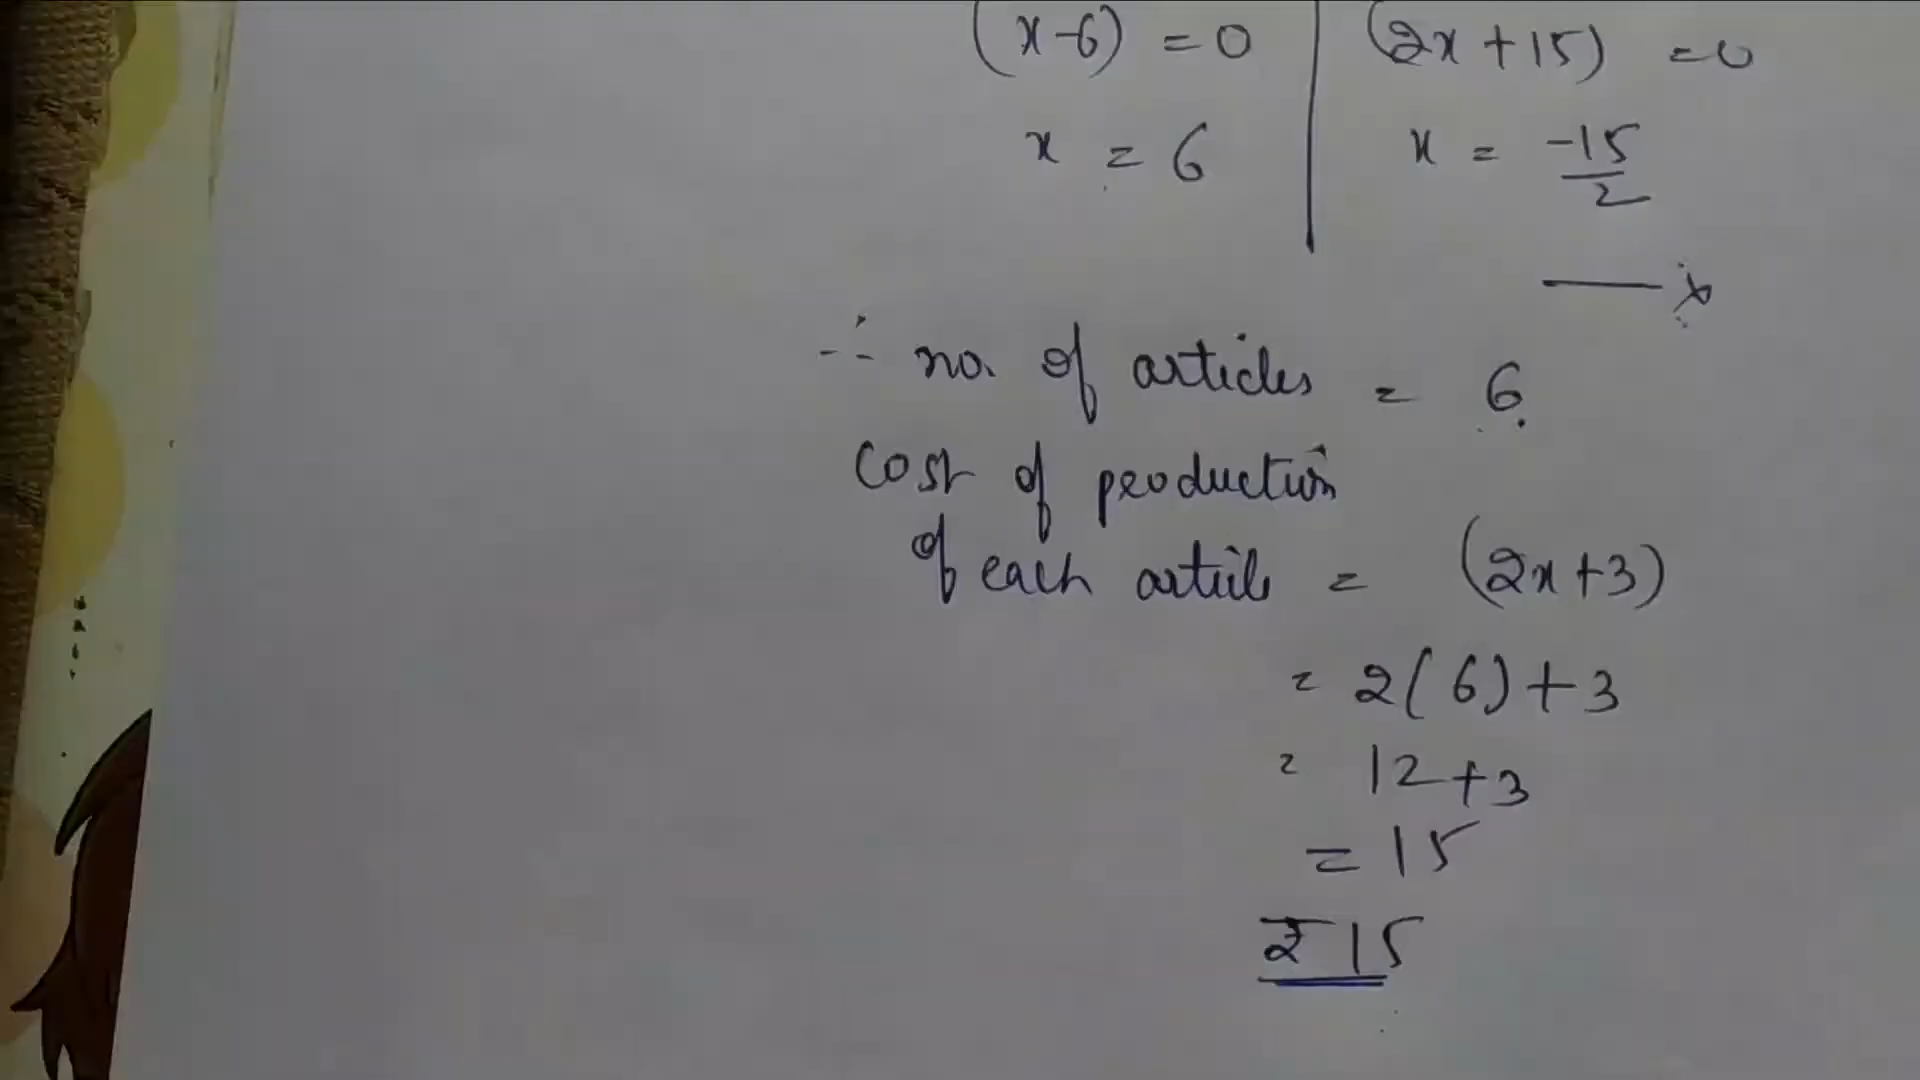 (x-6) = 0 | (2x+15) = 0
x = 6 | x = -15/2
∴ no. of articles = 6.
Cost of production
of each article = (2x+3)
= 2(6)+3
= 12+3
= 15
₹ 15